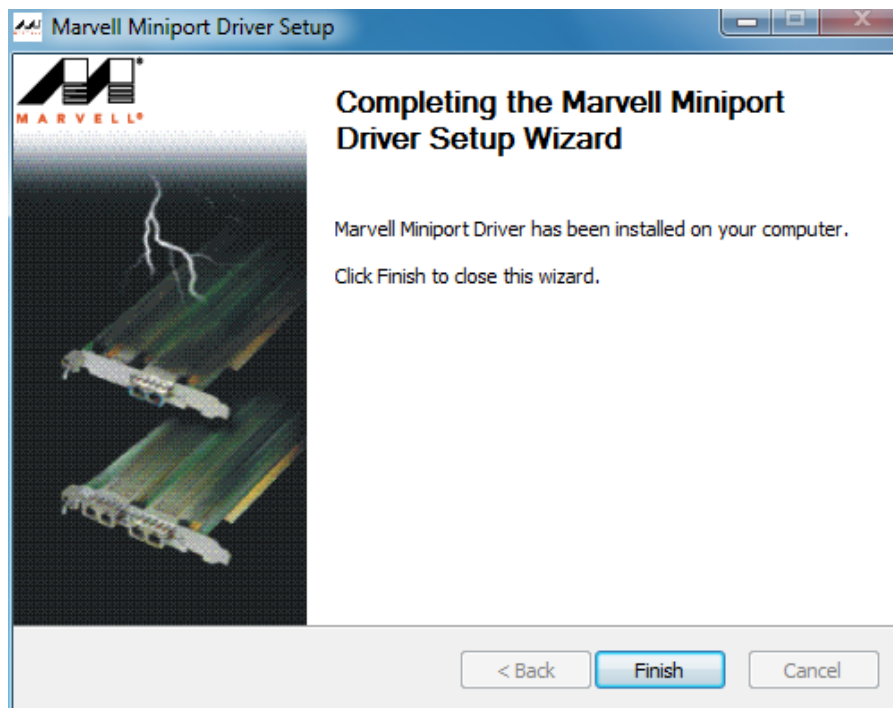 Marvell Miniport Driver Setup
MARVELL®
Completing the Marvell Miniport
Driver Setup Wizard
Marvell Miniport Driver has been installed on your computer.
Click Finish to close this wizard.
< Back
Finish
Cancel